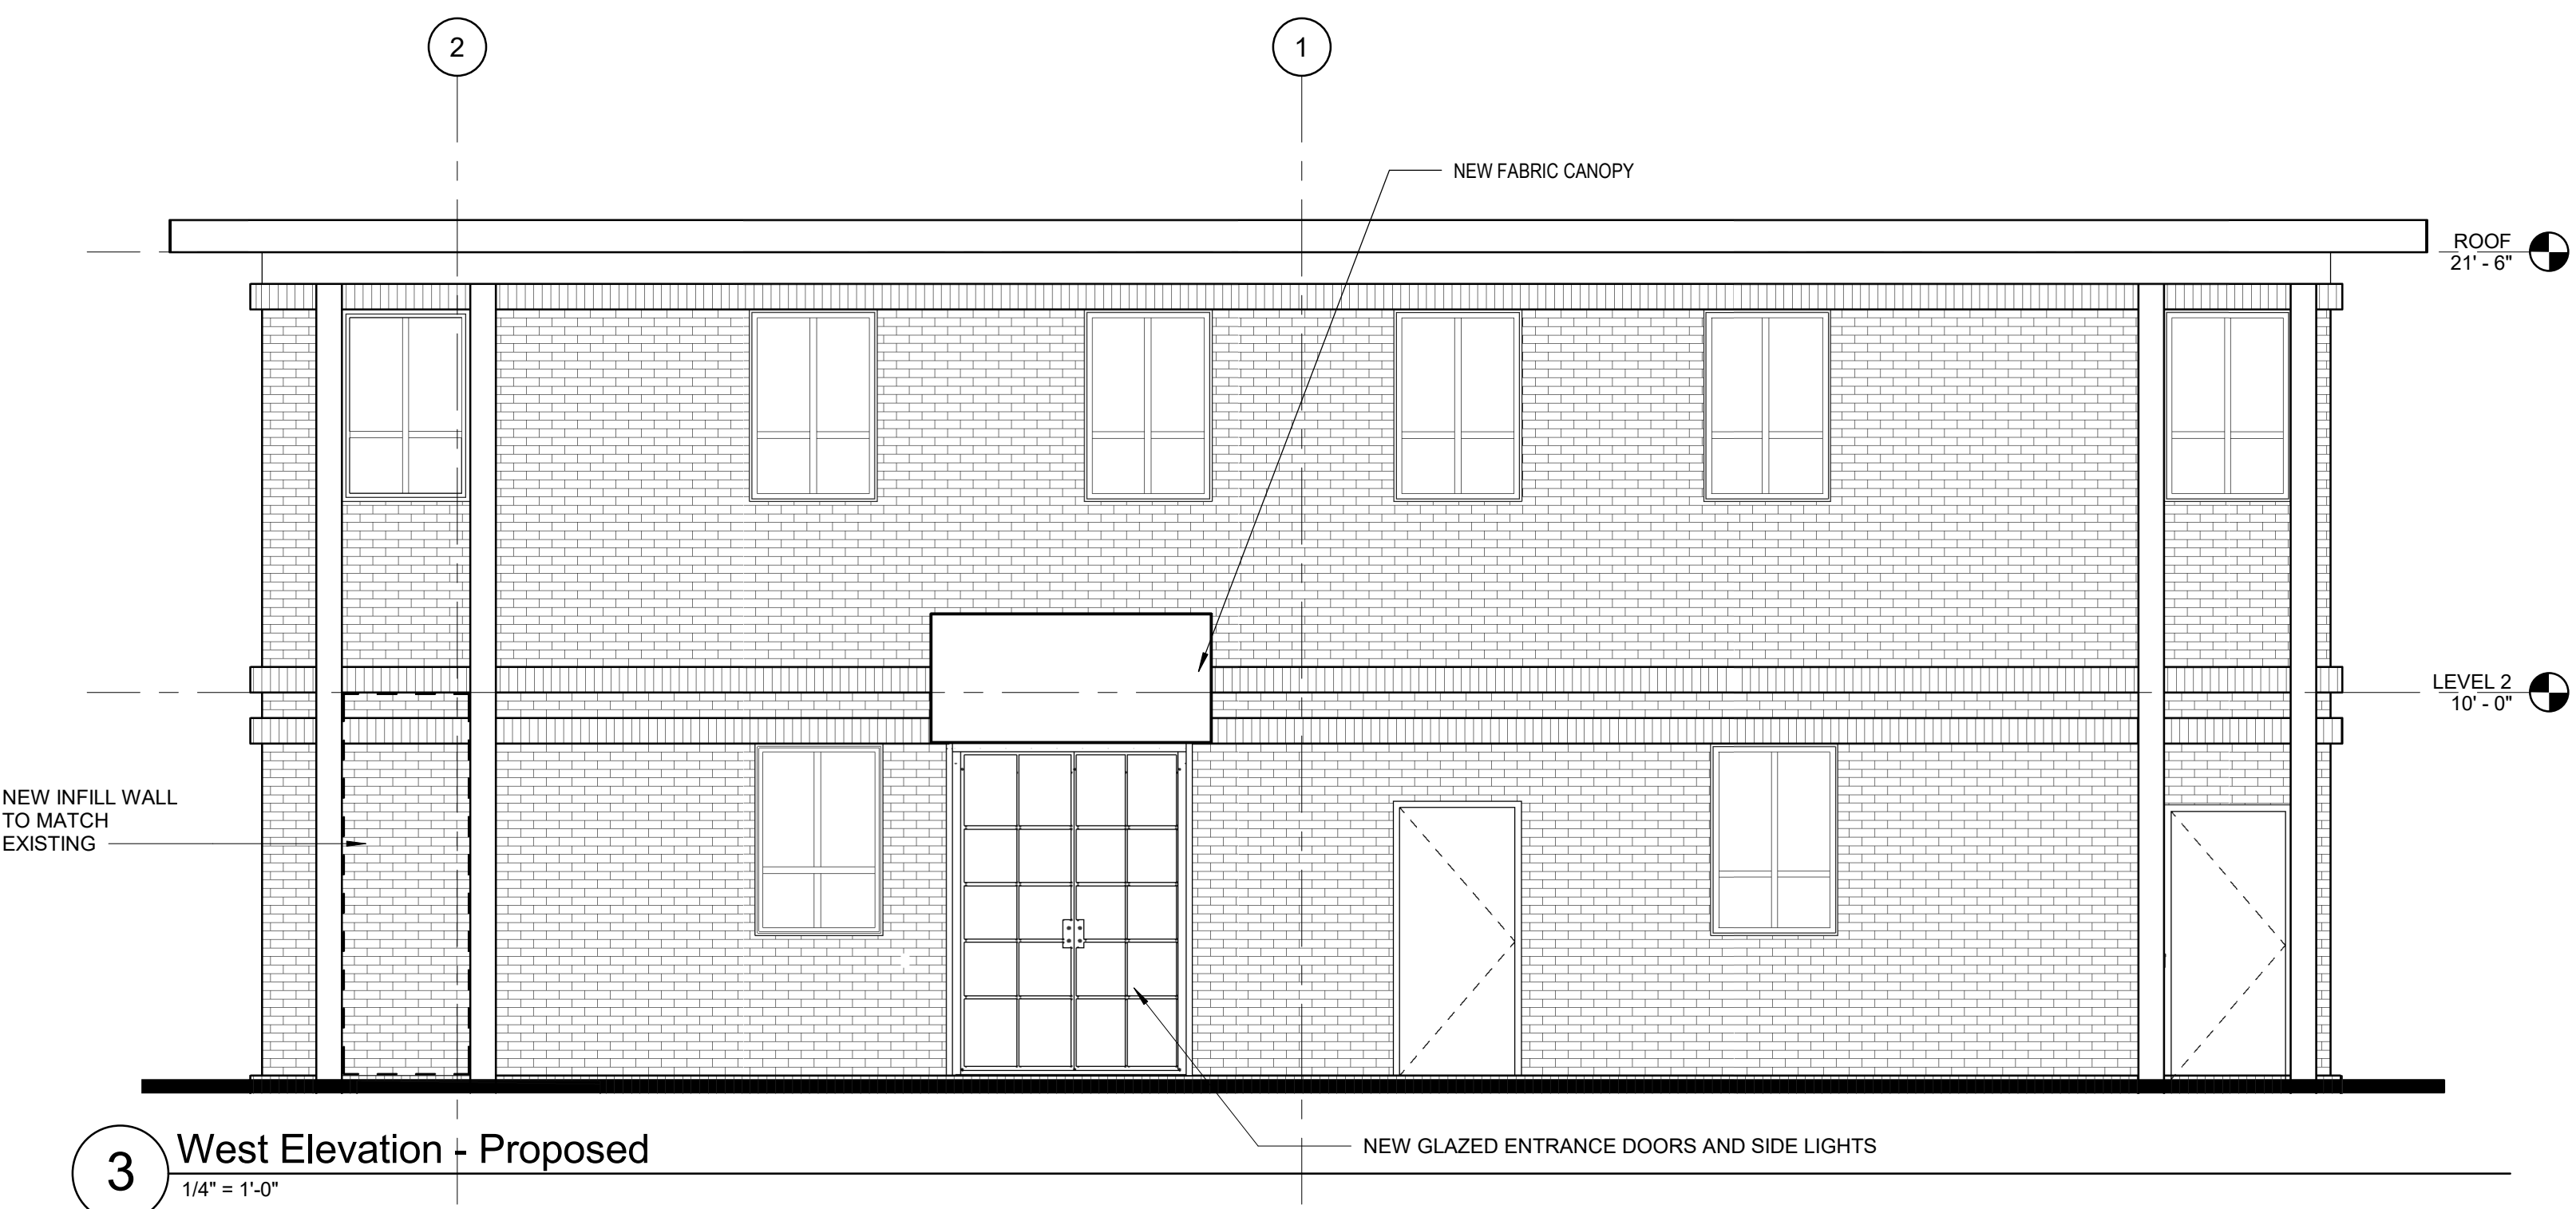 2
1
NEW FABRIC CANOPY
ROOF
21' - 6"
LEVEL 2
10' - 0"
NEW INFILL WALL
TO MATCH
EXISTING
NEW GLAZED ENTRANCE DOORS AND SIDE LIGHTS
3
West Elevation - Proposed
1/4" = 1'-0"